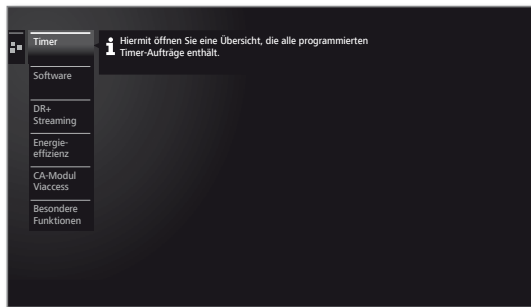 Timer
Hiermit öffnen Sie eine Übersicht, die alle programmierten
Timer-Aufträge enthält.
Software
DR+
Streaming
Energie-
effizienz
CA-Modul
Viaccess
Besondere
Funktionen